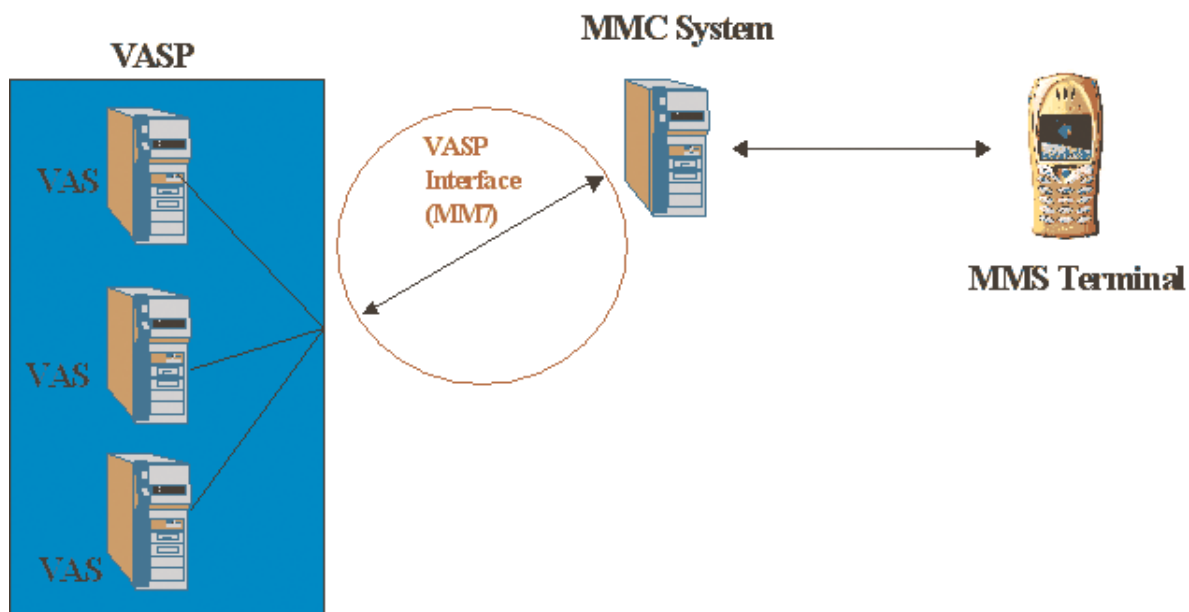 MMC System
VASP
VASP
Interface
(MM7)
VAS
MMS Terminal
VAS
VAS